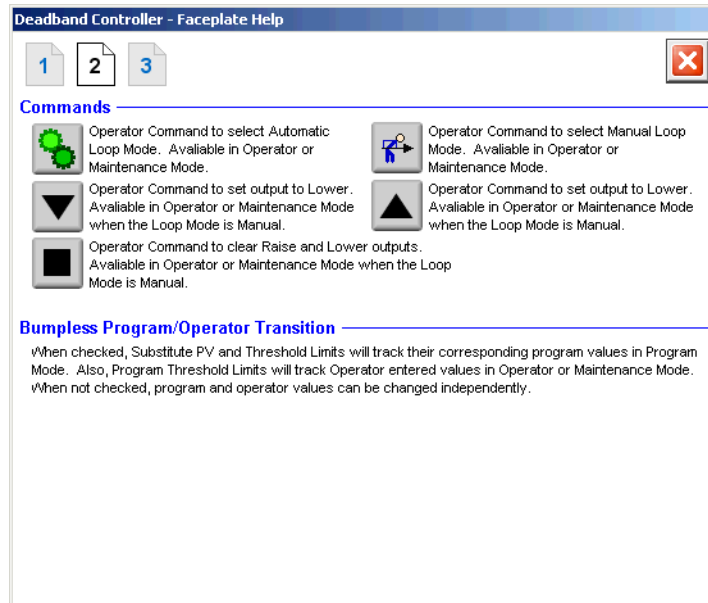 Deadband Controller - Faceplate Help
1
2
3
Commands
Operator Command to select Automatic
Loop Mode. Avaliable in Operator or
Maintenance Mode.
Operator Command to select Manual Loop
Mode. Avaliable in Operator or
Maintenance Mode.
Operator Command to set output to Lower.
Avaliable in Operator or Maintenance Mode
when the Loop Mode is Manual.
Operator Command to set output to Lower.
Avaliable in Operator or Maintenance Mode
when the Loop Mode is Manual.
Operator Command to clear Raise and Lower outputs.
Avaliable in Operator or Maintenance Mode when the Loop
Mode is Manual.
Bumpless Program/Operator Transition
When checked, Substitute PV and Threshold Limits will track their corresponding program values in Program
Mode. Also, Program Threshold Limits will track Operator entered values in Operator or Maintenance Mode.
When not checked, program and operator values can be changed independently.